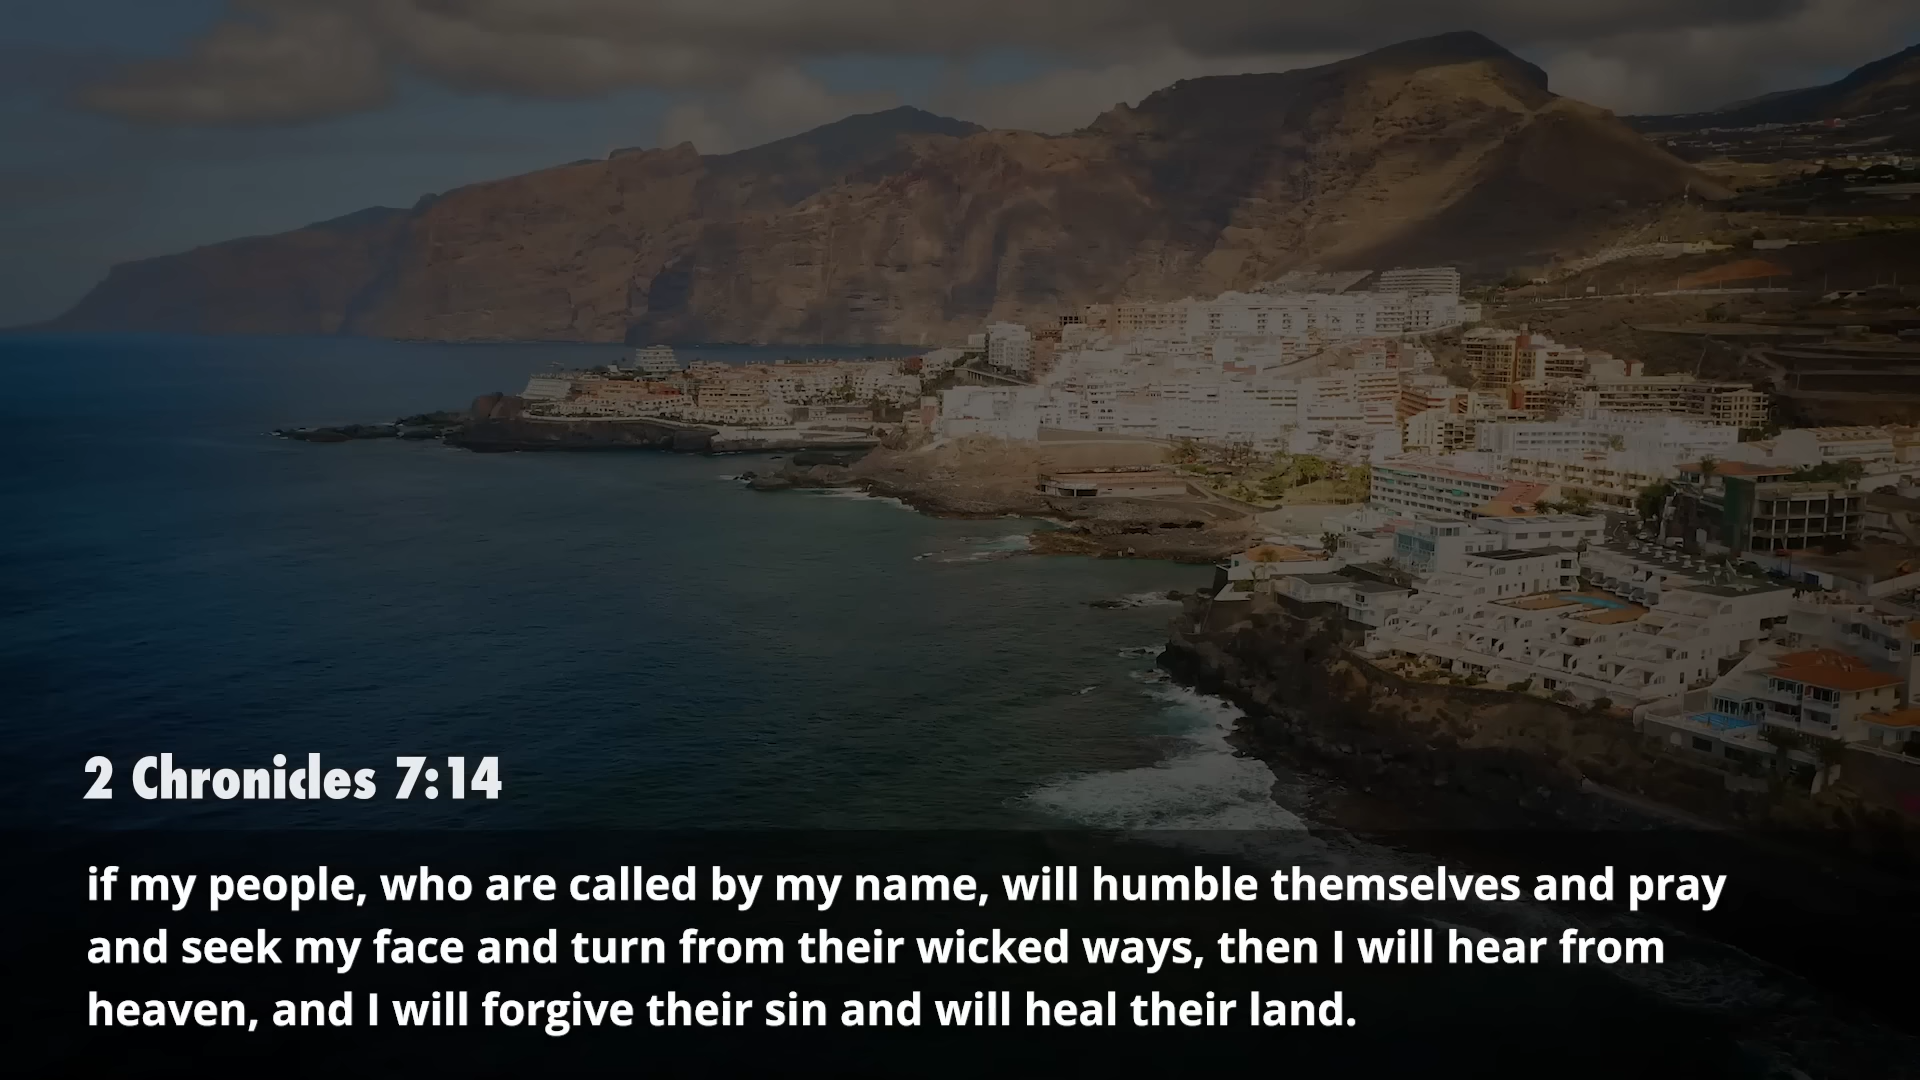 2 Chronicles 7:14
if my people, who are called by my name, will humble themselves and pray
and seek my face and turn from their wicked ways, then I will hear from
heaven, and I will forgive their sin and will heal their land.